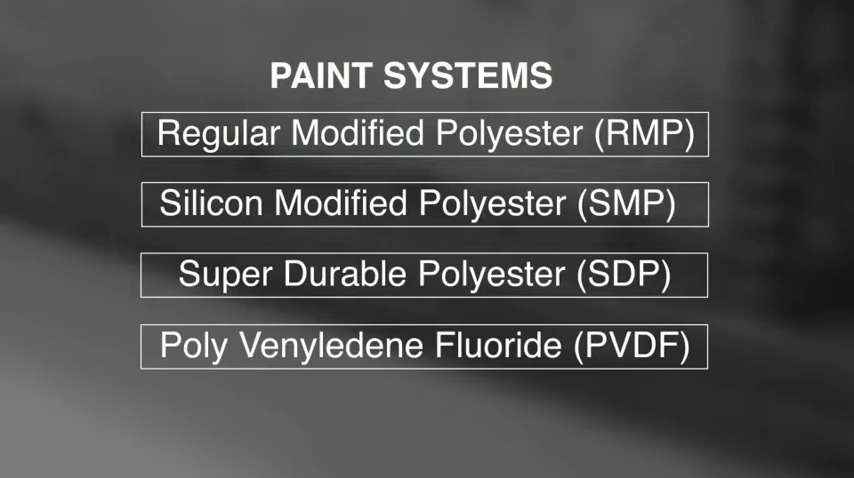 PAINT SYSTEMS
Regular Modified Polyester (RMP)
Silicon Modified Polyester (SMP)
Super Durable Polyester (SDP)
Poly Venyledene Fluoride (PVDF)